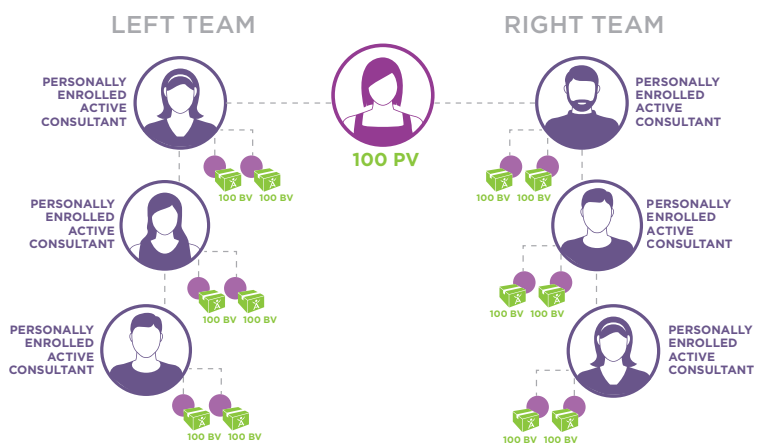 LEFT TEAM
RIGHT TEAM
PERSONALLY
ENROLLED
ACTIVE
CONSULTANT
100 PV
PERSONALLY
ENROLLED
ACTIVE
CONSULTANT
100 BV 100 BV
100 BV 100 BV
PERSONALLY
ENROLLED
ACTIVE
CONSULTANT
PERSONALLY
ENROLLED
ACTIVE
CONSULTANT
100 BV 100 BV
100 BV 100 BV
PERSONALLY
ENROLLED
ACTIVE
CONSULTANT
PERSONALLY
ENROLLED
ACTIVE
CONSULTANT
100 BV 100 BV
100 BV 100 BV